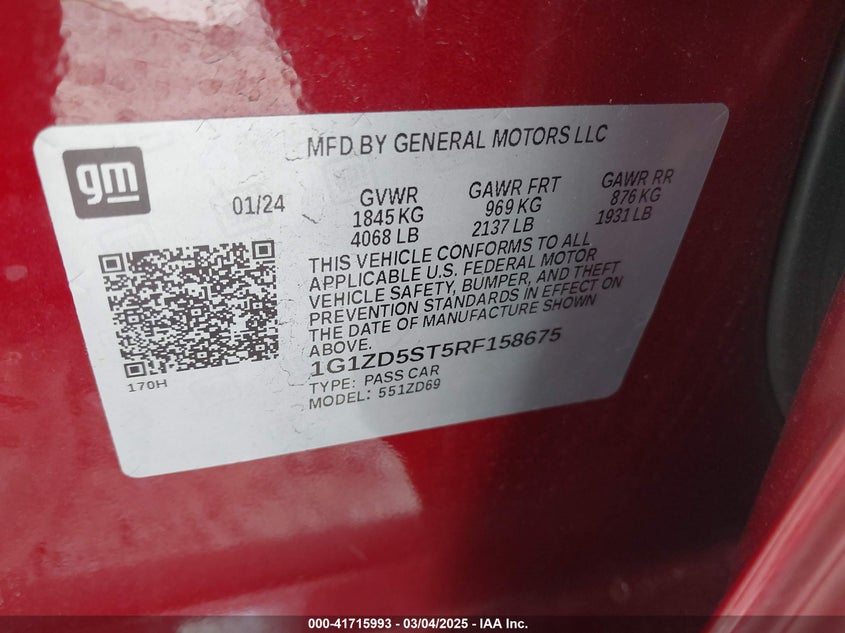 MFD BY GENERAL MOTORS LLC
gm
01/24
GVWR
1845 KG
4068 LB
GAWR FRT
969 KG
2137 LB
GAWR RR
876 KG
1931 LB
THIS VEHICLE CONFORMS TO ALL
APPLICABLE U.S. FEDERAL MOTOR
VEHICLE SAFETY, BUMPER, AND THEFT
PREVENTION STANDARDS IN EFFECT ON
THE DATE OF MANUFACTURE SHOWN
ABOVE.
1G1ZD5ST5RF158675
TYPE: PASS CAR
MODEL: 551ZD69
170H
000-41715993 — 03/04/2025 — IAA Inc.